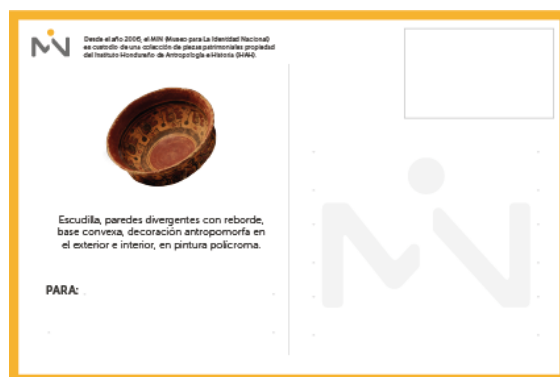 MIN
Desde el año 2006, el MIN (Museo para La Identidad Nacional)
es custodio de una colección de piezas patrimoniales propiedad
del Instituto Hondureño de Antropología e Historia (IHAH).
Escudilla, paredes divergentes con reborde,
base convexa, decoración antropomorfa en
el exterior e interior, en pintura polícroma.
PARA:
MIN